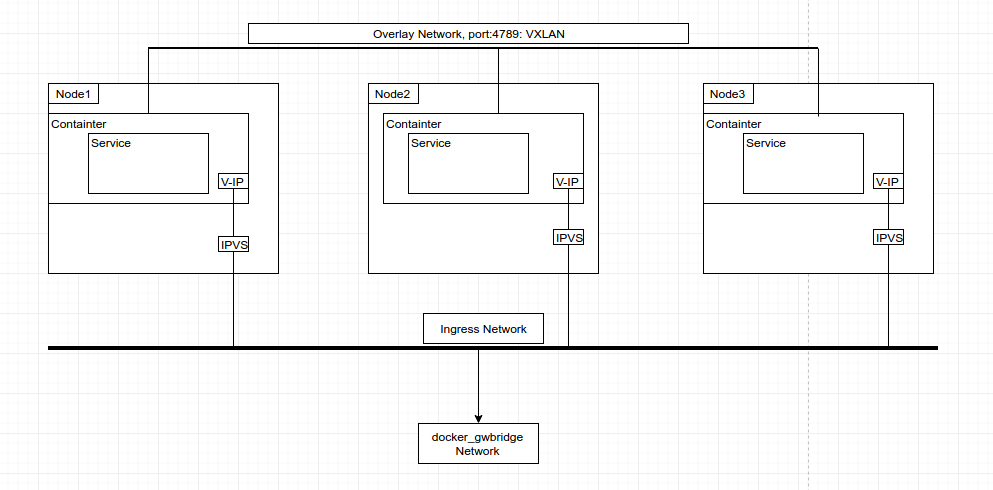 Overlay Network, port:4789: VXLAN
Node1
Node2
Node3
Containter
Containter
Containter
Service
Service
Service
V-IP
V-IP
V-IP
IPVS
IPVS
IPVS
Ingress Network
docker_gwbridge
Network